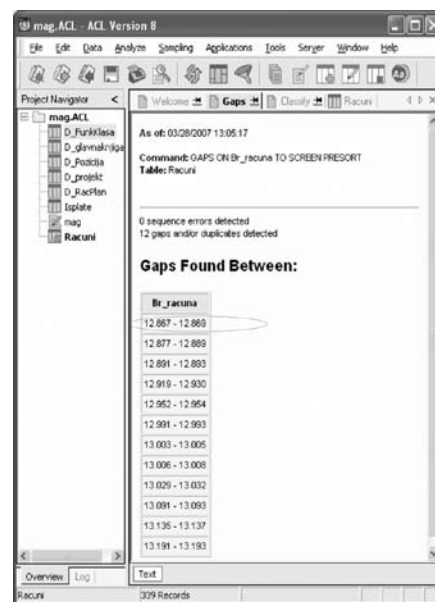 mag.ACL - ACL Version 8
File Edit Data Analyze Sampling Applications Tools Server Window Help
Project Navigator <
Welcome Gaps Classify Racuni
mag.ACL
D_FunkKlasa
D_glavnaknjiga
D_Pozicija
D_projekt
D_RacPlan
Isplate
mag
Racuni
As of: 03/28/2007 13:05:17
Command: GAPS ON Br_racuna TO SCREEN PRESORT
Table: Racuni
0 sequence errors detected
12 gaps and/or duplicates detected
Gaps Found Between:
Br_racuna
12.867 - 12.869
12.877 - 12.889
12.891 - 12.893
12.919 - 12.930
12.952 - 12.954
12.991 - 12.993
13.003 - 13.005
13.006 - 13.008
13.029 - 13.032
13.091 - 13.093
13.135 - 13.137
13.191 - 13.193
Overview Log
Text
Racuni 339 Records